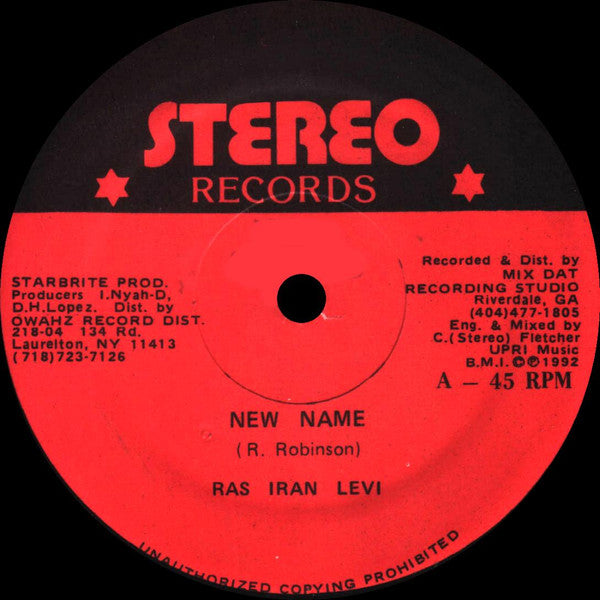 STEREO
RECORDS
STARBRITE PROD.
Producers I.Nyah-D,
D.H.Lopez. Dist. by
OWAHZ RECORD DIST.
218-04 134 Rd.
Laurelton, NY 11413
(718)723-7126
Recorded & Dist. by
MIX DAT
RECORDING STUDIO
Riverdale, GA
(404)477-1805
Eng. & Mixed by
C.(Stereo) Fletcher
UPRI Music
B.M.I.©℗1992
A – 45 RPM
NEW NAME
(R. Robinson)
RAS IRAN LEVI
UNAUTHORIZED COPYING PROHIBITED